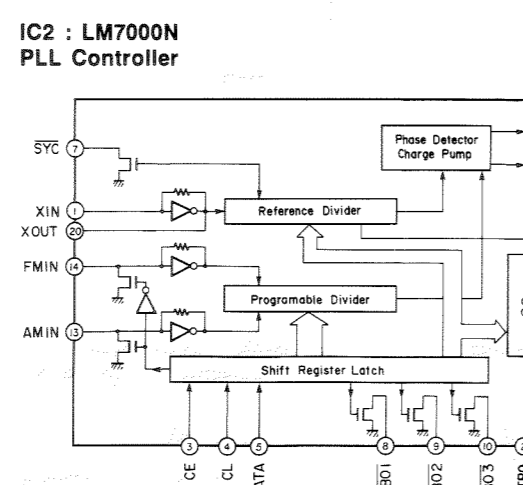 IC2 : LM7000N
PLL Controller
Phase Detector
Charge Pump
SYC 7
XIN 1
Reference Divider
XOUT 20
FMIN 14
Programable Divider
AMIN 13
Shift Register Latch
3 4 5 8 9 10
CE CL